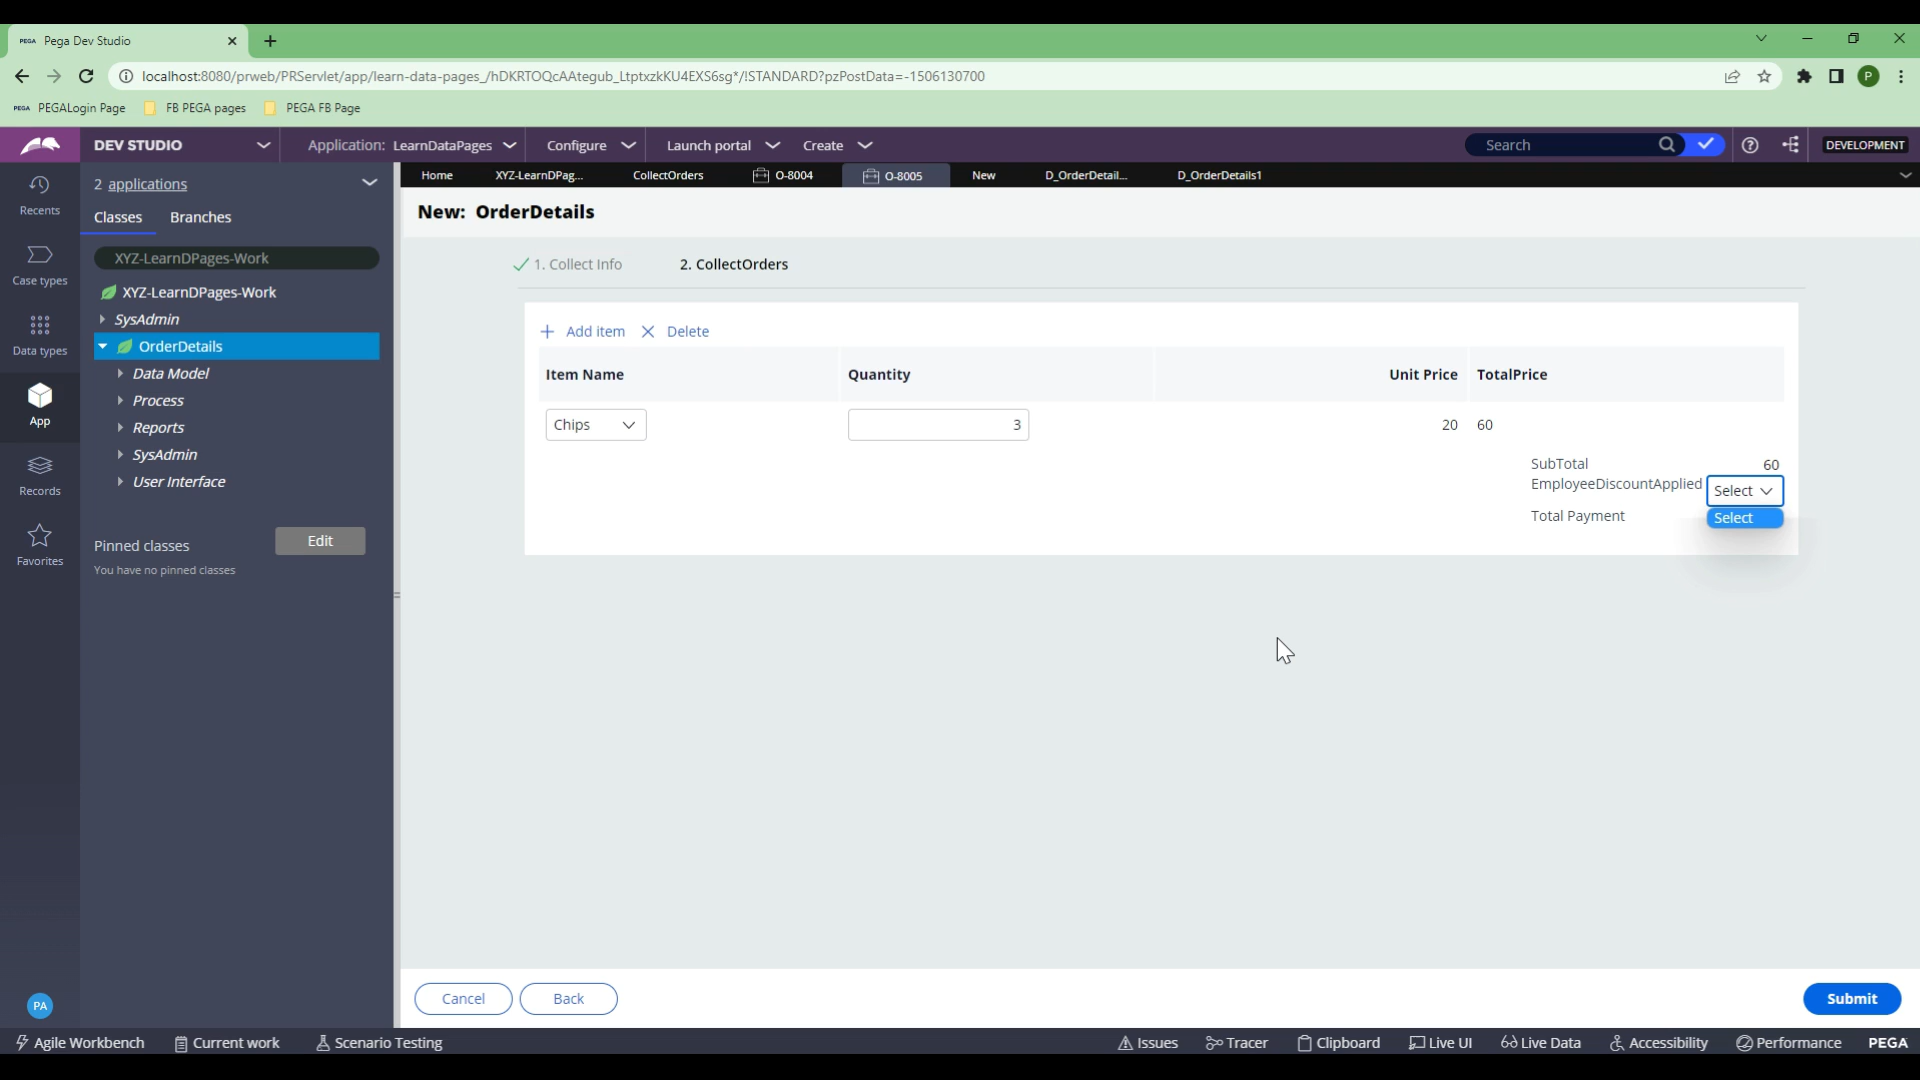 PEGA Pega Dev Studio
localhost:8080/prweb/PRServlet/app/learn-data-pages_/hDKRTOQcAAtegub_LtptxzkKU4EXS6sg*/!STANDARD?pzPostData=-1506130700
P
PEGA PEGALogin Page FB PEGA pages PEGA FB Page
DEV STUDIO Application: LearnDataPages Configure Launch portal Create Search DEVELOPMENT
Home XYZ-LearnDPag... CollectOrders O-8004 O-8005 New D_OrderDetail... D_OrderDetails1
Recents
Case types
Data types
App
Records
Favorites
PA
2 applications
Classes Branches
XYZ-LearnDPages-Work
XYZ-LearnDPages-Work
SysAdmin
OrderDetails
Data Model
Process
Reports
SysAdmin
User Interface
Pinned classes Edit
You have no pinned classes
New: OrderDetails
1. Collect Info 2. CollectOrders
Add item Delete
Item Name Quantity Unit Price TotalPrice
Chips 3 20 60
SubTotal 60
EmployeeDiscountApplied Select
Total Payment Select
Cancel Back Submit
Agile Workbench Current work Scenario Testing Issues Tracer Clipboard Live UI Live Data Accessibility Performance PEGA